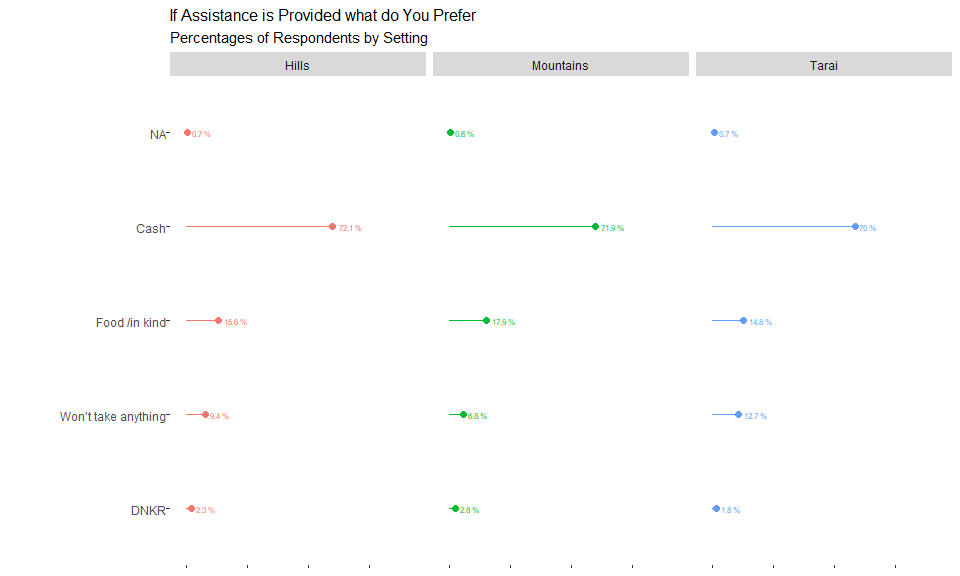 If Assistance is Provided what do You Prefer
Percentages of Respondents by Setting
Hills Mountains Tarai
NA 0.7 % 0.6 % 0.7 %
Cash 72.1 % 71.9 % 70 %
Food /in kind 15.6 % 17.9 % 14.8 %
Won't take anything 9.4 % 6.8 % 12.7 %
DNKR 2.3 % 2.8 % 1.8 %